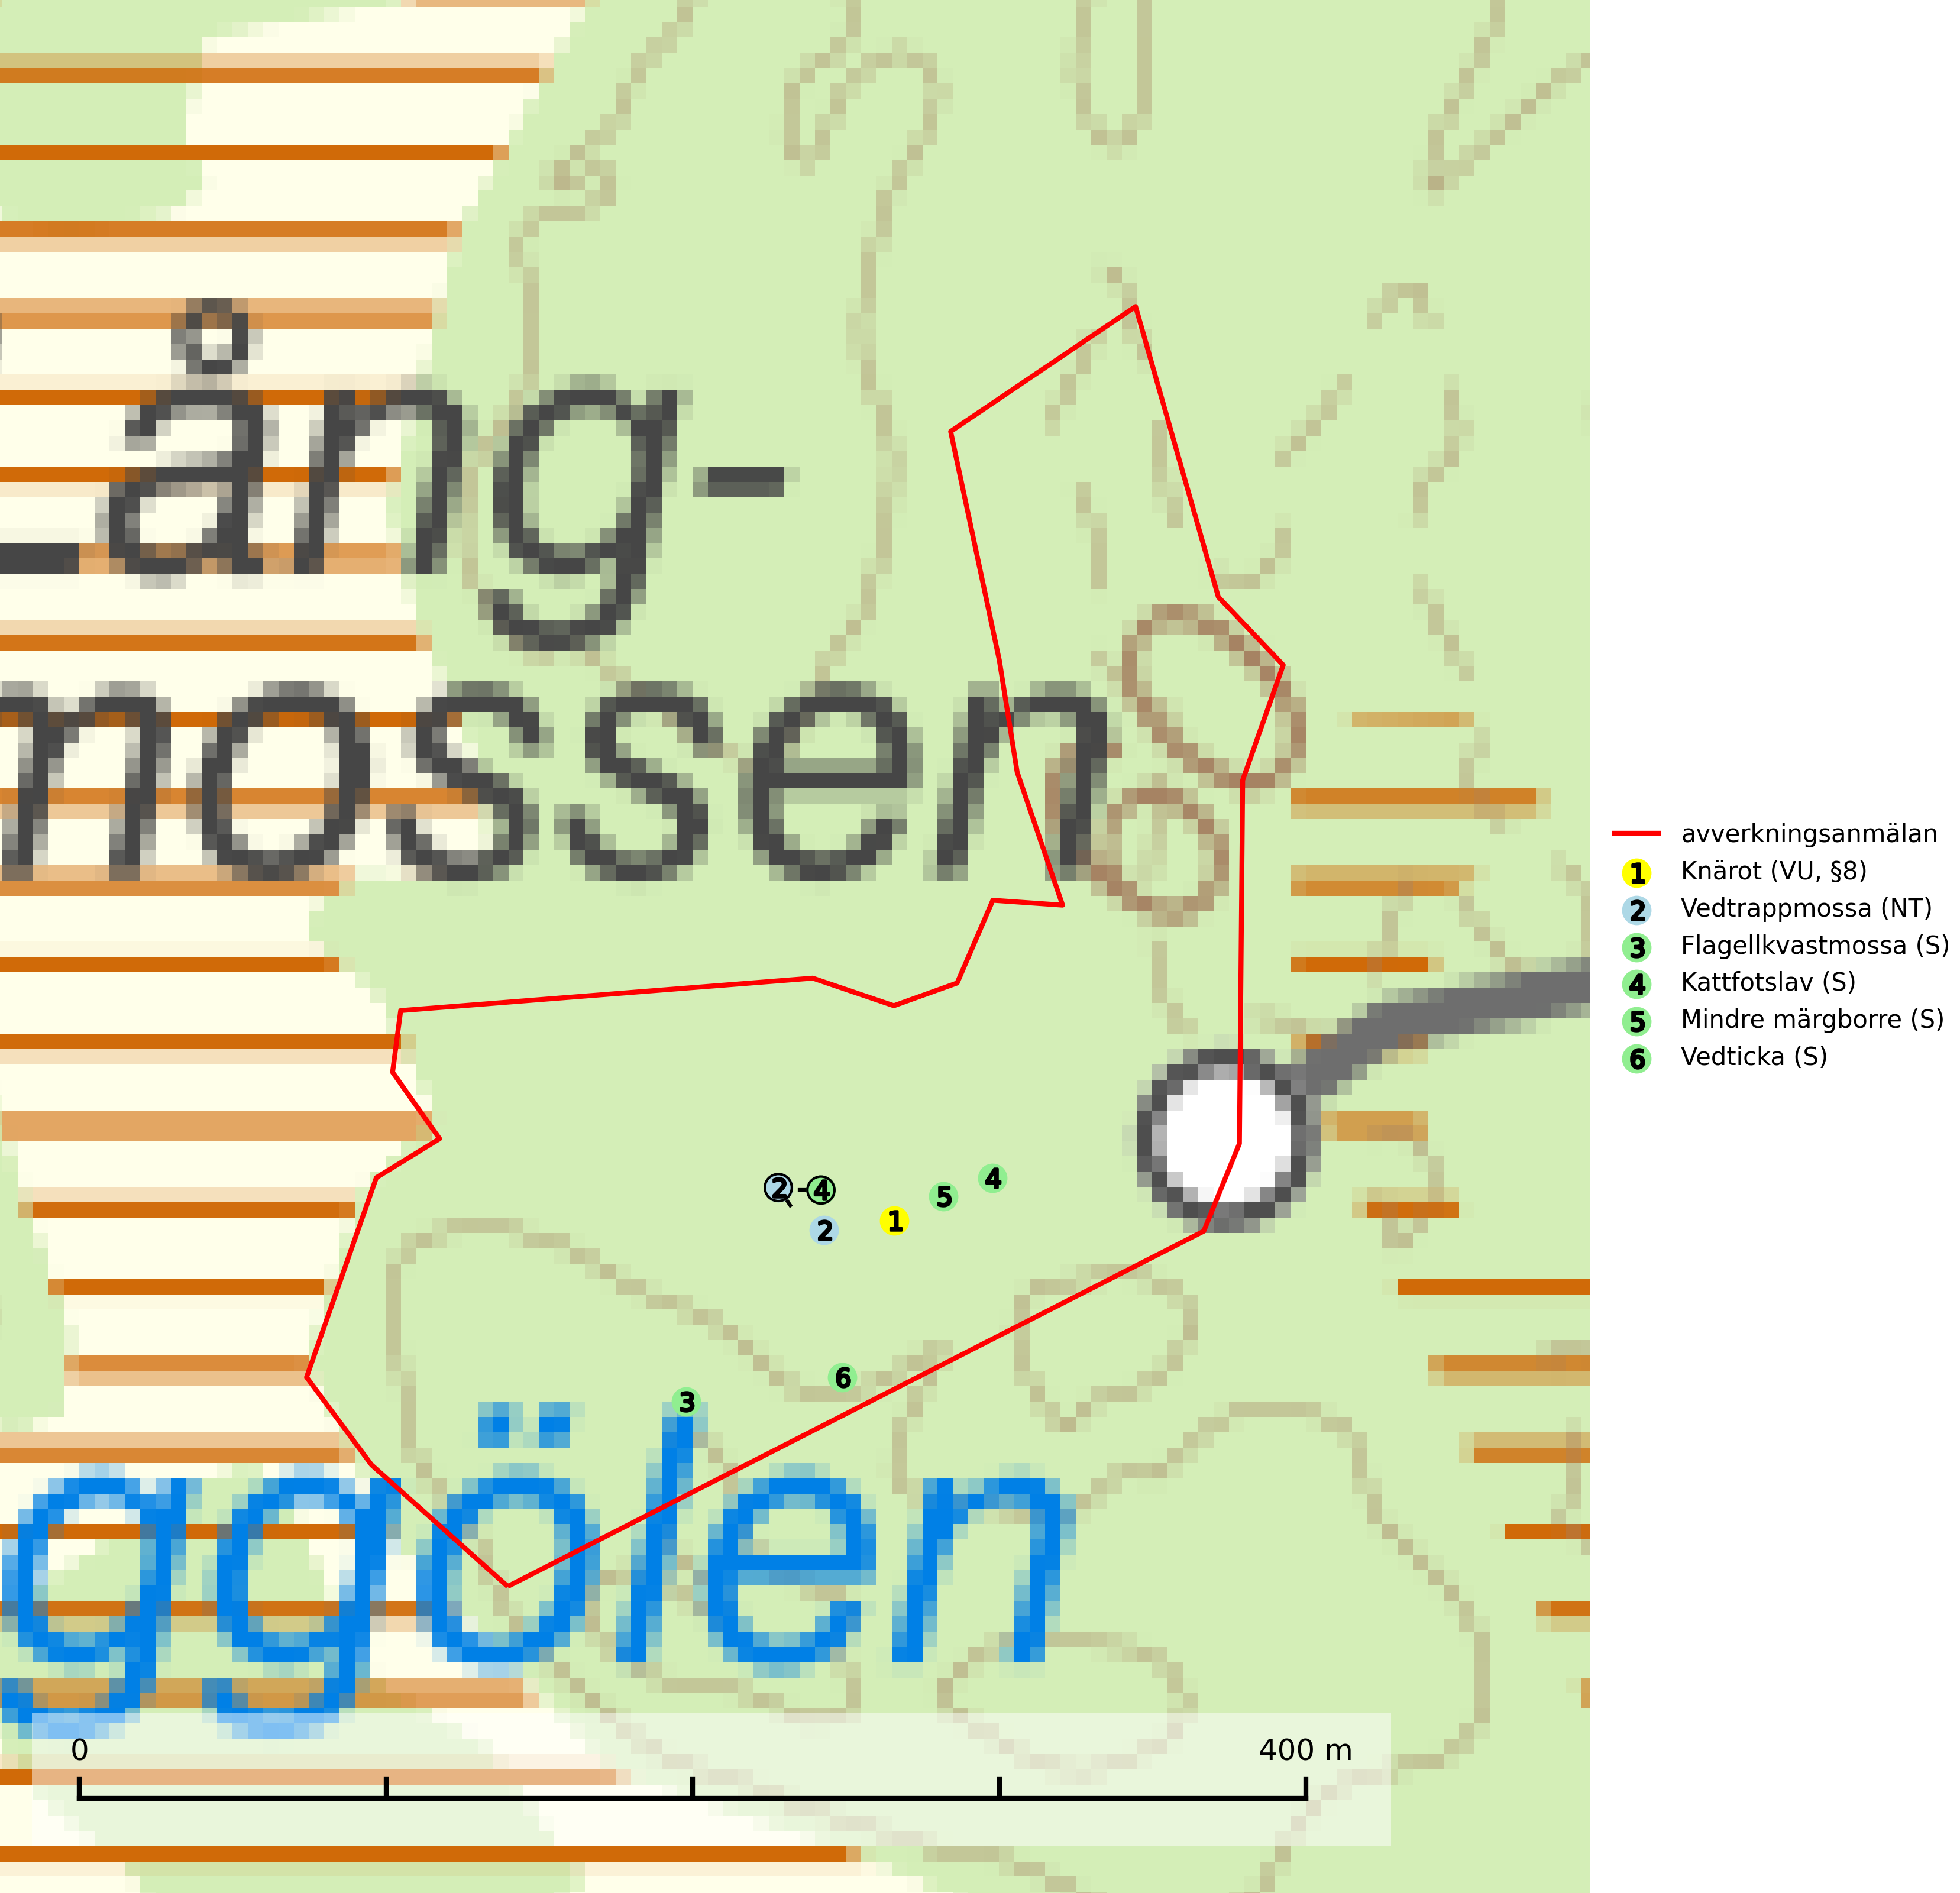 ång-
mossen
ggölen
2 4 5 4
2 1
6
3
0 400 m
avverkningsanmälan
1 Knärot (VU, §8)
2 Vedtrappmossa (NT)
3 Flagellkvastmossa (S)
4 Kattfotslav (S)
5 Mindre märgborre (S)
6 Vedticka (S)